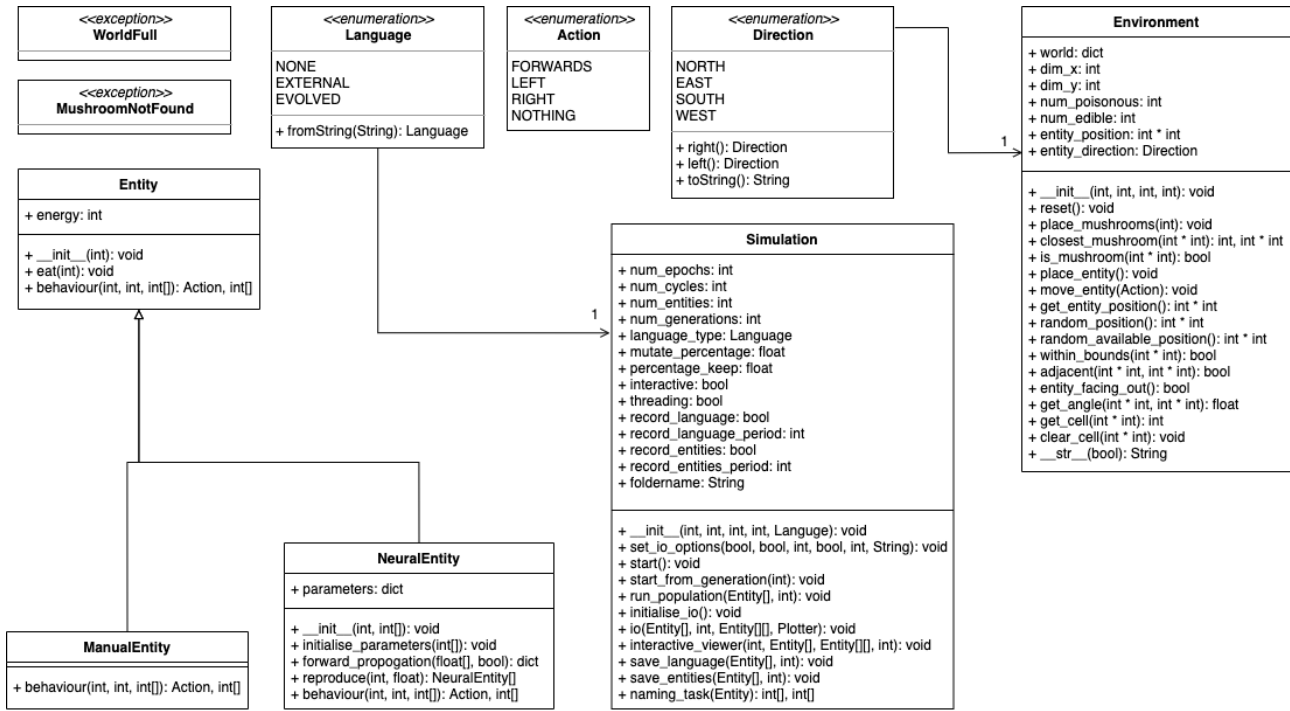 <<exception>>
WorldFull
<<exception>>
MushroomNotFound
<<enumeration>>
Language
NONE
EXTERNAL
EVOLVED
+ fromString(String): Language
<<enumeration>>
Action
FORWARDS
LEFT
RIGHT
NOTHING
<<enumeration>>
Direction
NORTH
EAST
SOUTH
WEST
+ right(): Direction
+ left(): Direction
+ toString(): String
1
Environment
+ world: dict
+ dim_x: int
+ dim_y: int
+ num_poisonous: int
+ num_edible: int
+ entity_position: int * int
+ entity_direction: Direction
+ __init__(int, int, int, int): void
+ reset(): void
+ place_mushrooms(int): void
+ closest_mushroom(int * int): int, int * int
+ is_mushroom(int * int): bool
+ place_entity(): void
+ move_entity(Action): void
+ get_entity_position(): int * int
+ random_position(): int * int
+ random_available_position(): int * int
+ within_bounds(int * int): bool
+ adjacent(int * int, int * int): bool
+ entity_facing_out(): bool
+ get_angle(int * int, int * int): float
+ get_cell(int * int): int
+ clear_cell(int * int): void
+ __str__(bool): String
Entity
+ energy: int
+ __init__(int): void
+ eat(int): void
+ behaviour(int, int, int[]): Action, int[]
1
Simulation
+ num_epochs: int
+ num_cycles: int
+ num_entities: int
+ num_generations: int
+ language_type: Language
+ mutate_percentage: float
+ percentage_keep: float
+ interactive: bool
+ threading: bool
+ record_language: bool
+ record_language_period: int
+ record_entities: bool
+ record_entities_period: int
+ foldername: String
+ __init__(int, int, int, int, Languge): void
+ set_io_options(bool, bool, int, bool, int, String): void
+ start(): void
+ start_from_generation(int): void
+ run_population(Entity[], int): void
+ initialise_io(): void
+ io(Entity[], int, Entity[][], Plotter): void
+ interactive_viewer(int, Entity[], Entity[][], int): void
+ save_language(Entity[], int): void
+ save_entities(Entity[], int): void
+ naming_task(Entity): int[], int[]
ManualEntity
+ behaviour(int, int, int[]): Action, int[]
NeuralEntity
+ parameters: dict
+ __init__(int, int[]): void
+ initialise_parameters(int[]): void
+ forward_propogation(float[], bool): dict
+ reproduce(int, float): NeuralEntity[]
+ behaviour(int, int, int[]): Action, int[]